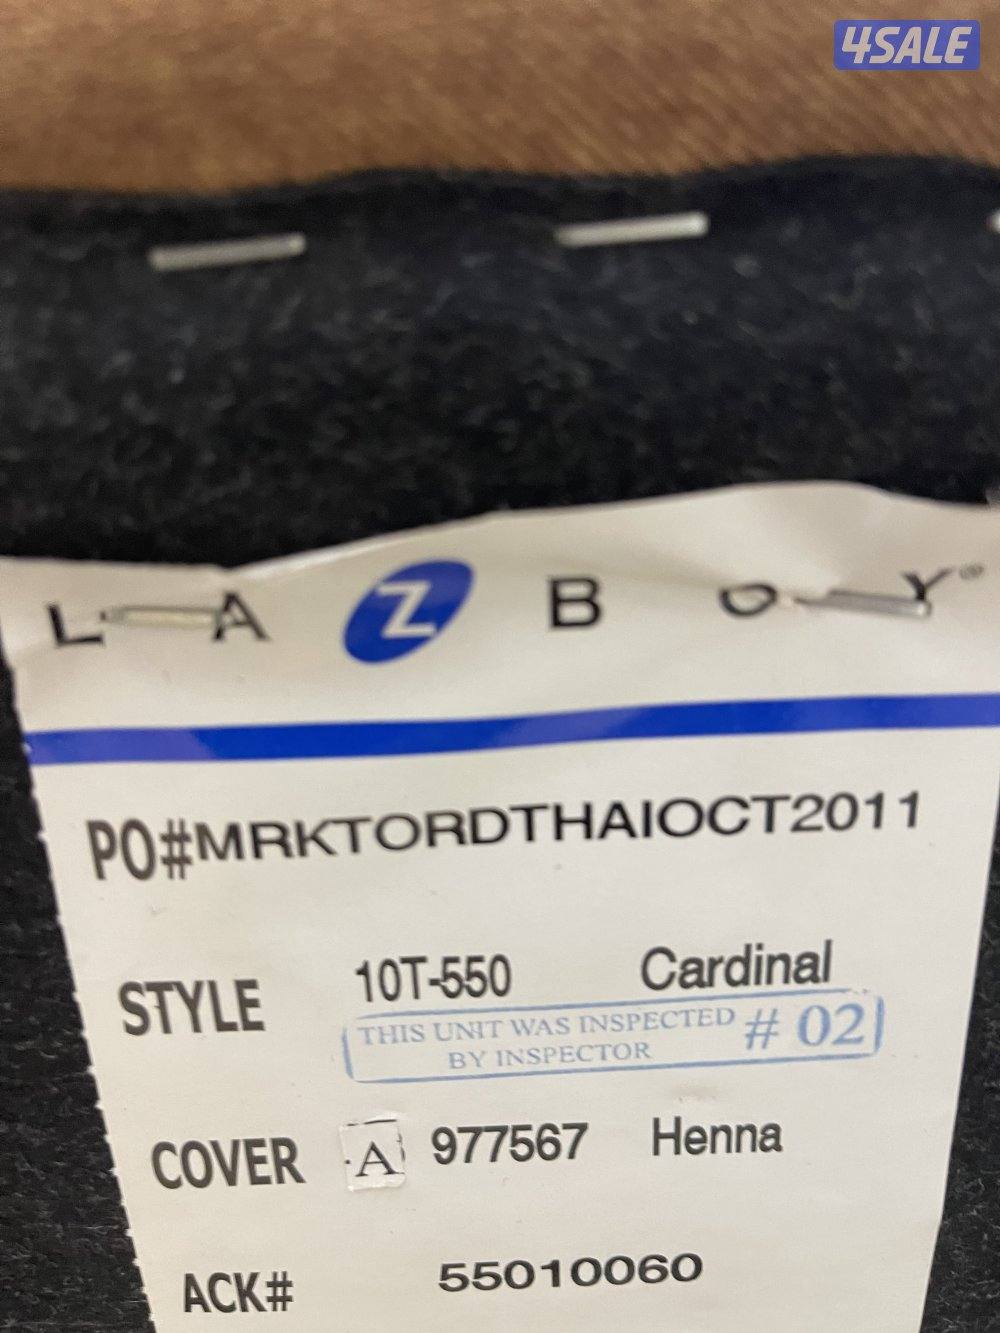 4SALE
LA Z BOY®
PO#MRKTORDTHAIOCT2011
STYLE 10T-550 Cardinal
THIS UNIT WAS INSPECTED # 02
BY INSPECTOR
COVER A 977567 Henna
ACK# 55010060